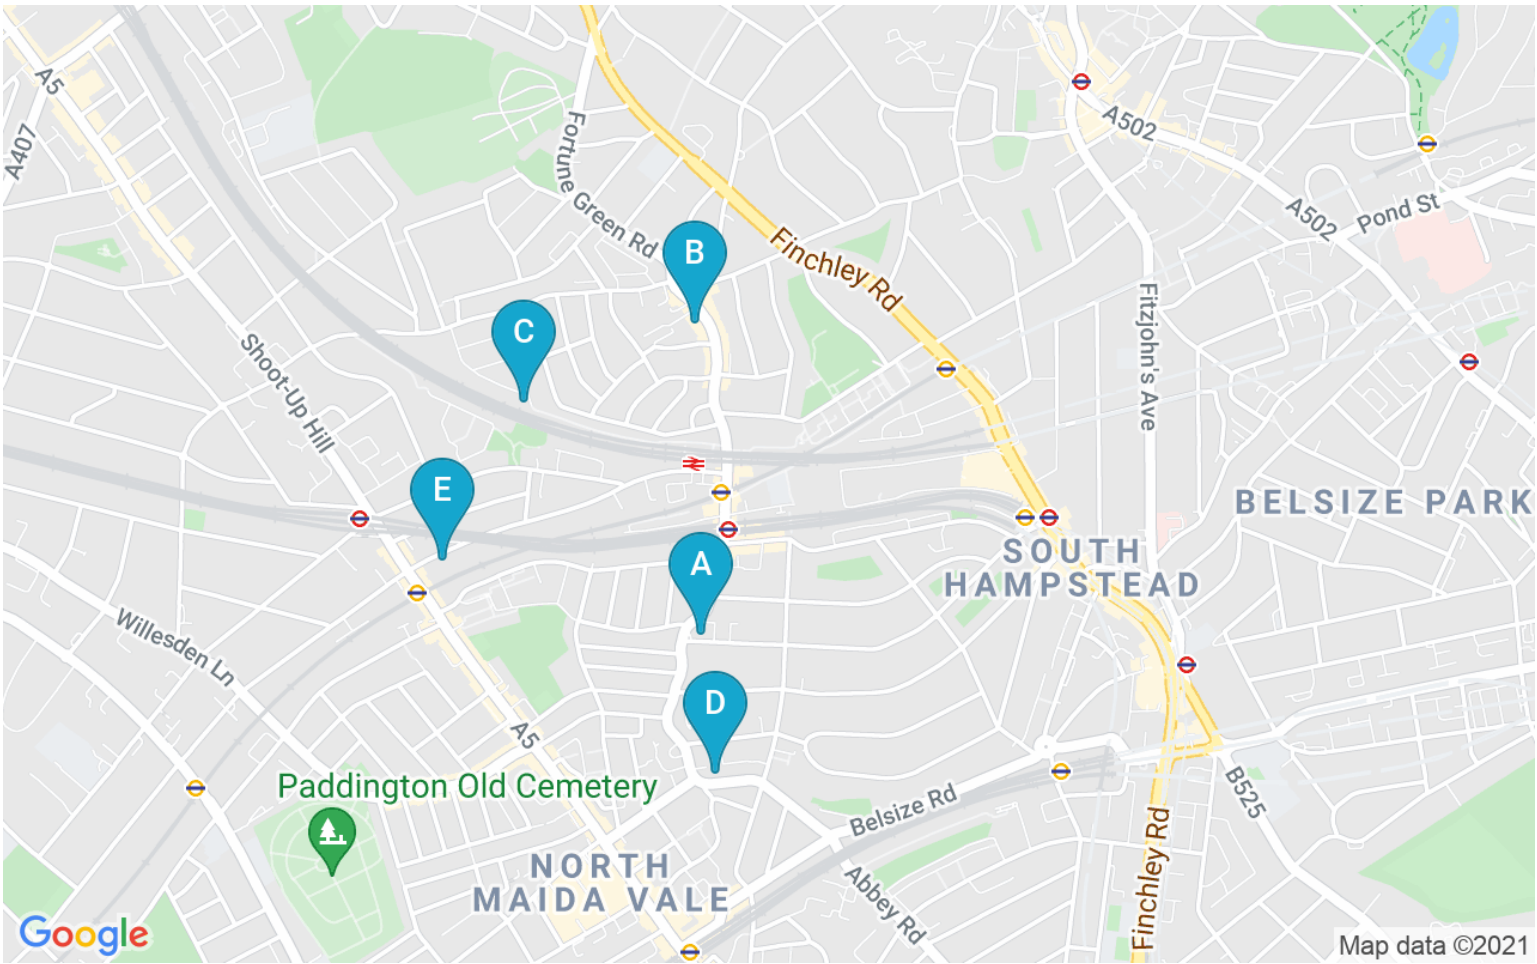 A5
A407
Fortune Green Rd
A502
A502
Pond St
B
Finchley Rd
Fitzjohn's Ave
C
Shoot-Up Hill
E
BELSIZE PARK
A
SOUTH
HAMPSTEAD
Willesden Ln
D
A5
Paddington Old Cemetery
B525
Belsize Rd
Finchley Rd
NORTH
MAIDA VALE
Abbey Rd
Google
Map data ©2021